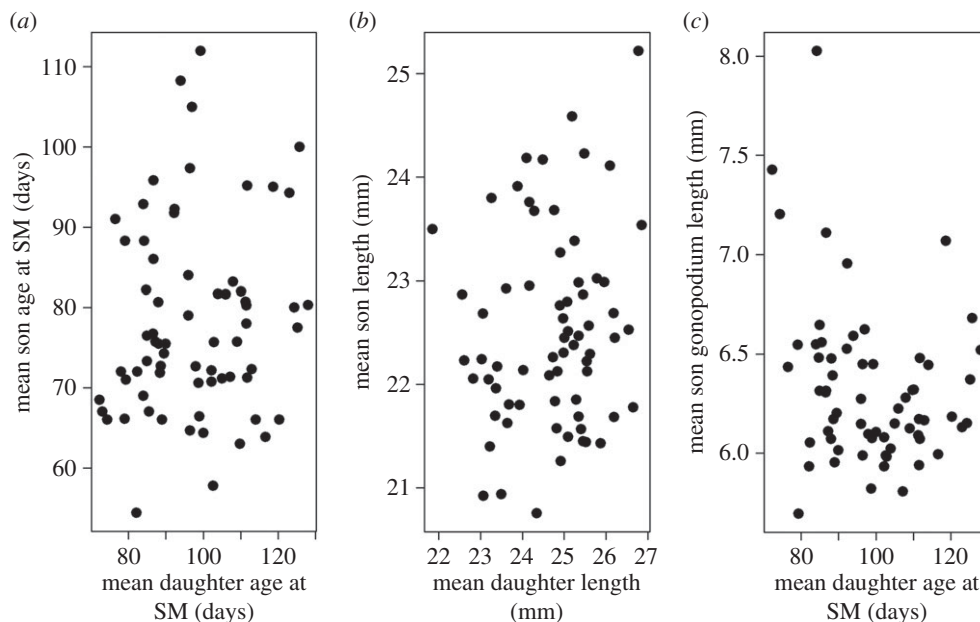 (a)
(b)
(c)
110
100
90
80
70
60
mean son age at SM (days)
80
100
120
mean daughter age at
SM (days)
25
24
23
22
21
mean son length (mm)
22
23
24
25
26
27
mean daughter length
(mm)
8.0
7.5
7.0
6.5
6.0
mean son gonopodium length (mm)
80
100
120
mean daughter age at
SM (days)